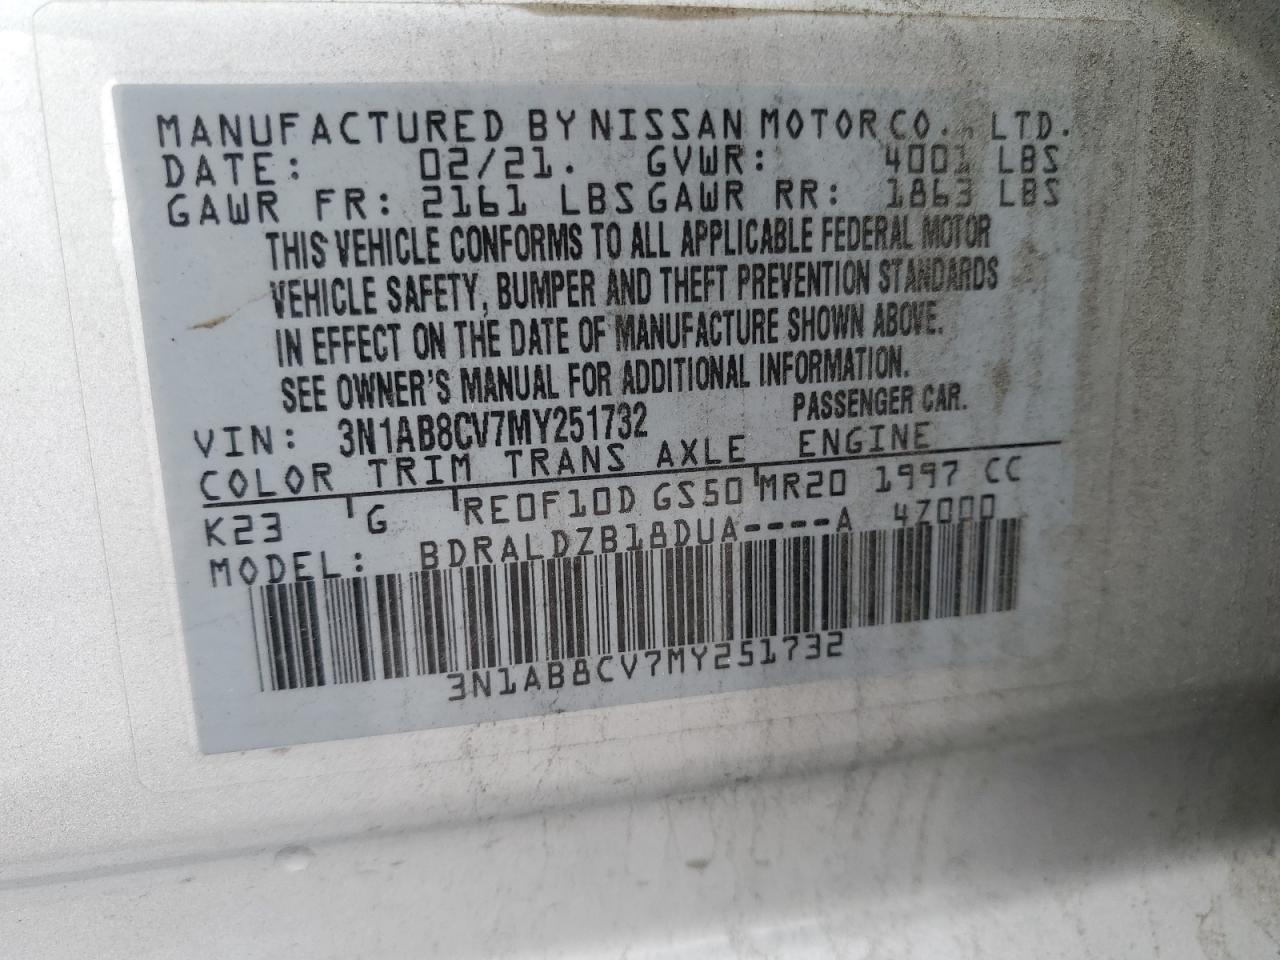 MANUFACTURED BY NISSAN MOTOR CO., LTD.
DATE: 02/21. GVWR: 4001 LBS
GAWR FR: 2161 LBS GAWR RR: 1863 LBS
THIS VEHICLE CONFORMS TO ALL APPLICABLE FEDERAL MOTOR
VEHICLE SAFETY, BUMPER AND THEFT PREVENTION STANDARDS
IN EFFECT ON THE DATE OF MANUFACTURE SHOWN ABOVE.
SEE OWNER'S MANUAL FOR ADDITIONAL INFORMATION.
VIN: 3N1AB8CV7MY251732 PASSENGER CAR.
COLOR TRIM TRANS AXLE ENGINE
K23 G RE0F10D GS50 MR20 1997 CC
MODEL: BDRALDZB18DUA----A 47000
3N1AB8CV7MY251732